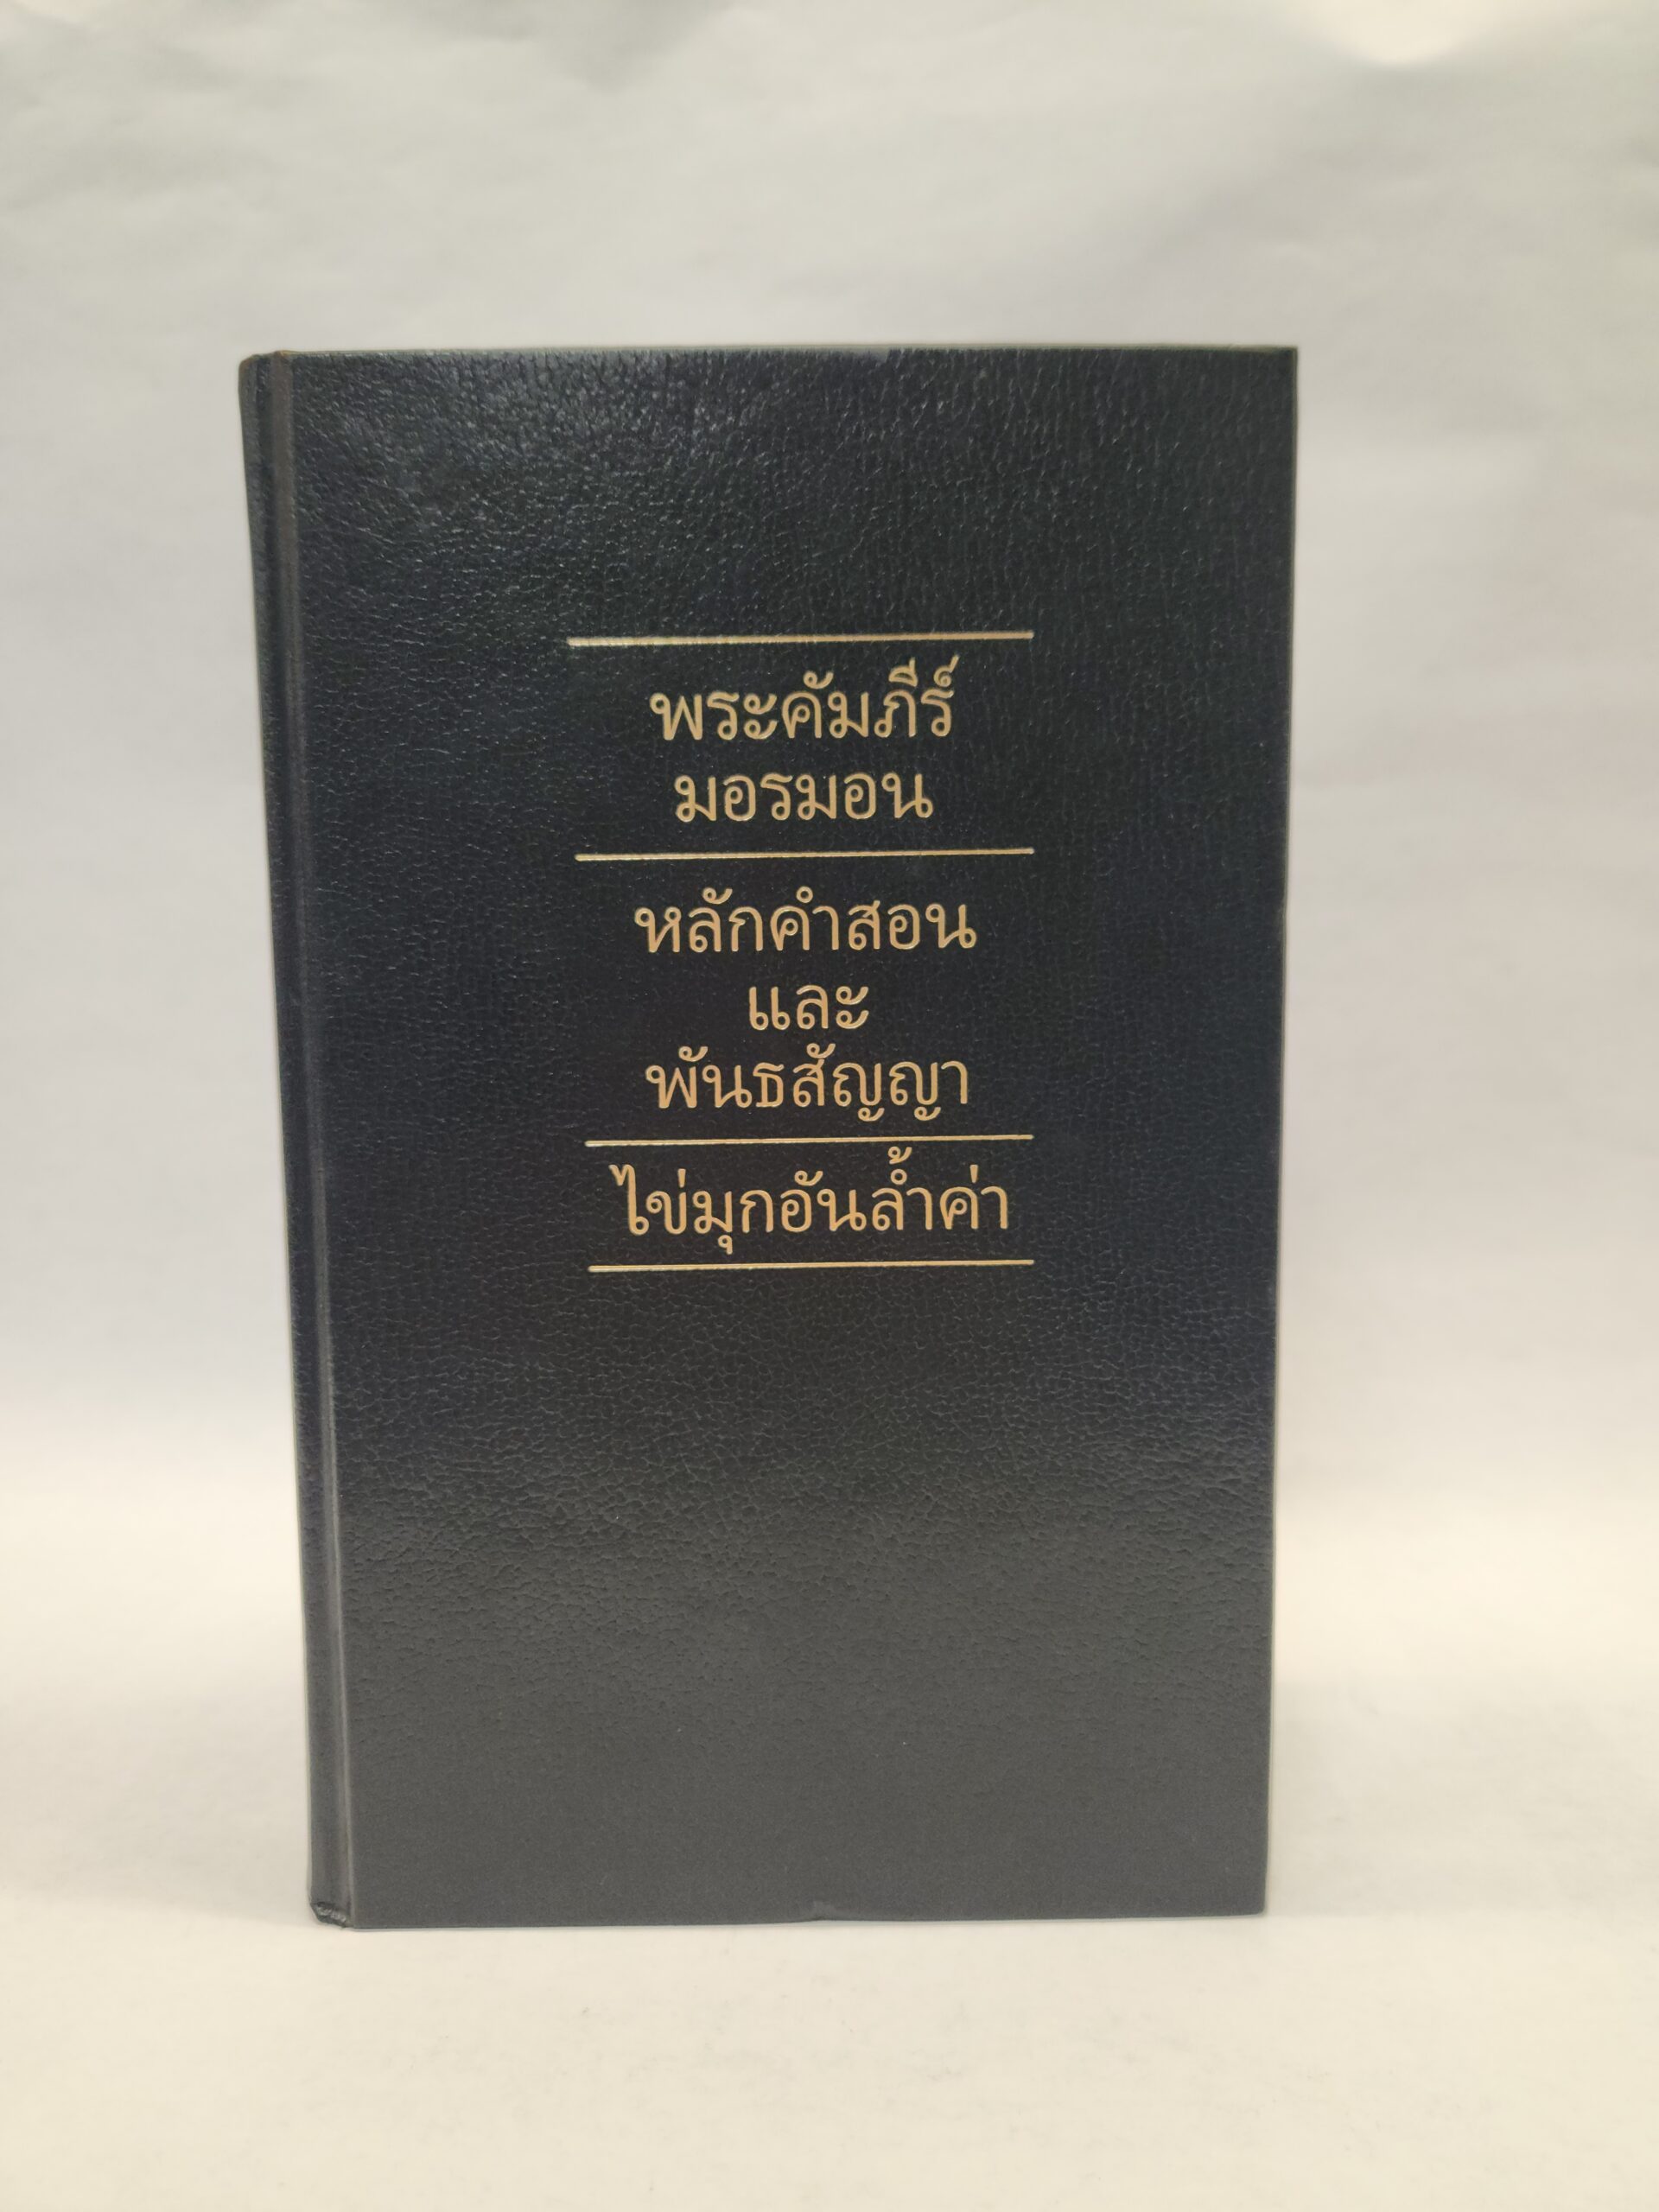 พระคัมภีร์
มอรมอน
หลักคำสอน
และ
พันธสัญญา
ไข่มุกอันล้ำค่า